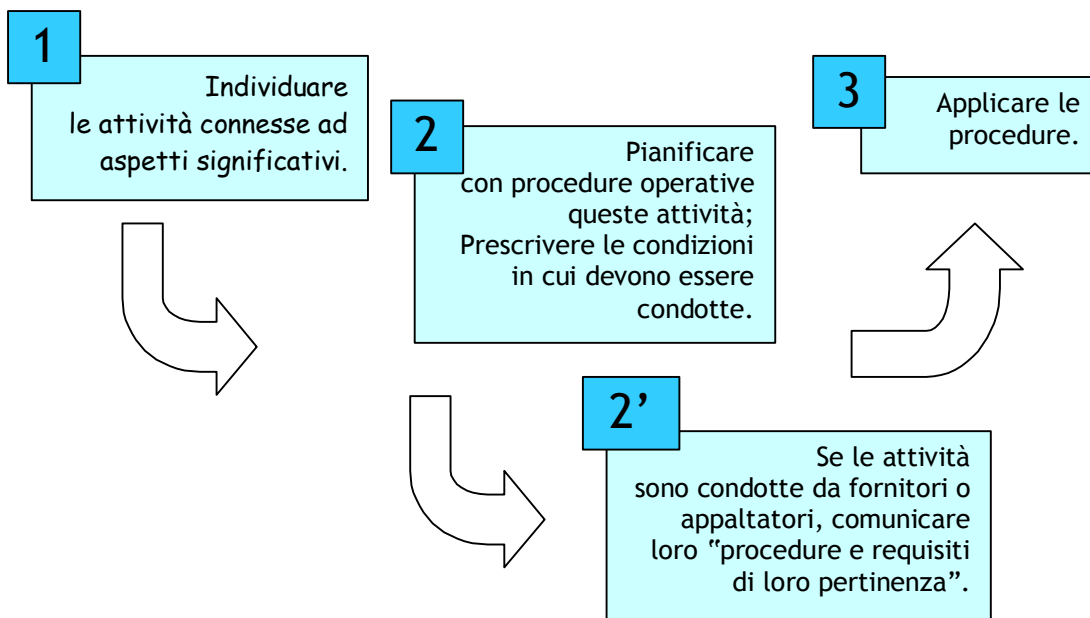 1
Individuare
le attività connesse ad
aspetti significativi.
2
Pianificare
con procedure operative
queste attività;
Prescrivere le condizioni
in cui devono essere
condotte.
2’
Se le attività
sono condotte da fornitori o
appaltatori, comunicare
loro “procedure e requisiti
di loro pertinenza”.
3
Applicare le
procedure.